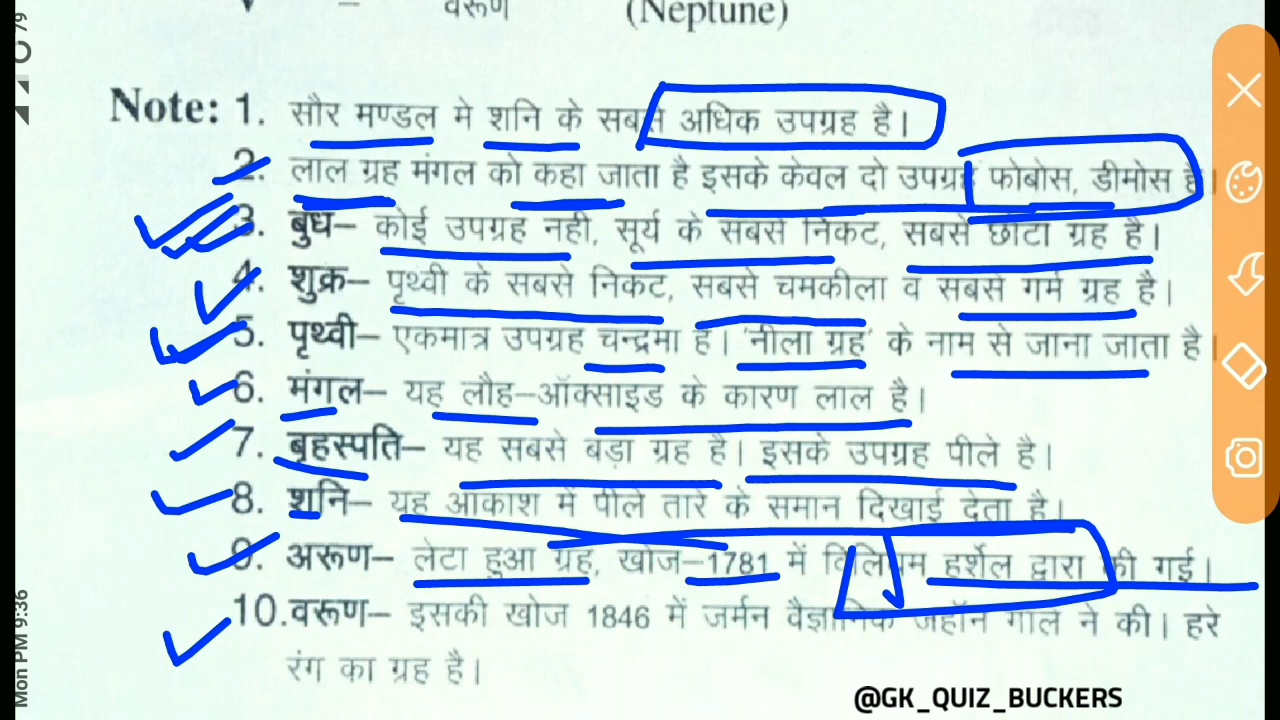 वरूण (Neptune)
Note: 1. सौर मण्डल मे शनि के सबसे अधिक उपग्रह है।
2. लाल ग्रह मंगल को कहा जाता है इसके केवल दो उपग्रह फोबोस, डीमोस है।
3. बुध– कोई उपग्रह नही, सूर्य के सबसे निकट, सबसे छोटा ग्रह है।
4. शुक्र– पृथ्वी के सबसे निकट, सबसे चमकीला व सबसे गर्म ग्रह है।
5. पृथ्वी– एकमात्र उपग्रह चन्द्रमा है। 'नीला ग्रह' के नाम से जाना जाता है।
6. मंगल– यह लौह–ऑक्साइड के कारण लाल है।
7. बृहस्पति– यह सबसे बड़ा ग्रह है। इसके उपग्रह पीले है।
8. शनि– यह आकाश में पीले तारे के समान दिखाई देता है।
9. अरूण– लेटा हुआ ग्रह, खोज–1781 में विलियम हर्शेल द्वारा की गई।
10.वरूण– इसकी खोज 1846 में जर्मन वैज्ञानिक जहॉन गाले ने की। हरे
रंग का ग्रह है।
@GK_QUIZ_BUCKERS
Mon PM 9:36